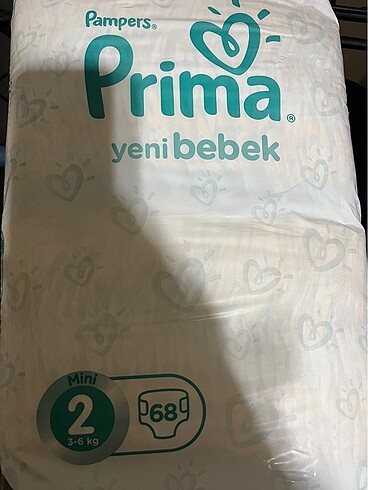 Pampers®
Prima®
yeni bebek
Mini
2
3-6 kg
68